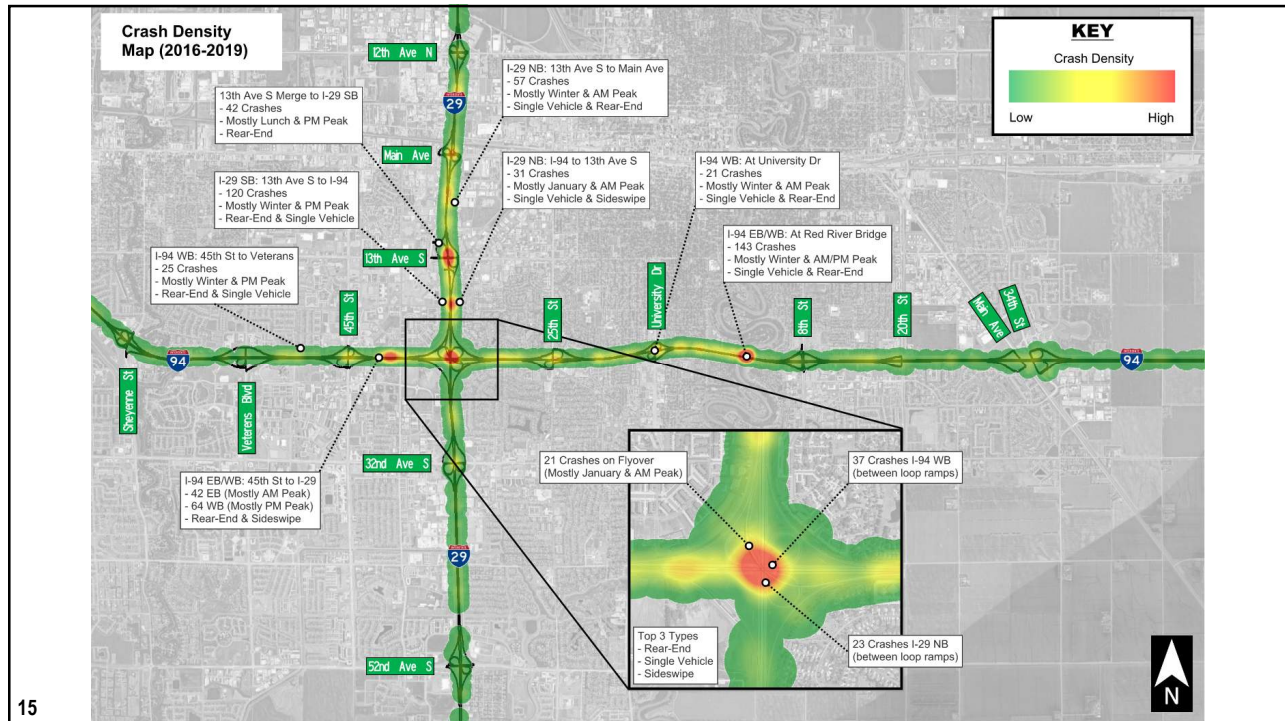 Crash Density
Map (2016-2019)
12th Ave N
KEY
Crash Density
Low High
I-29 NB: 13th Ave S to Main Ave
- 57 Crashes
- Mostly Winter & AM Peak
- Single Vehicle & Rear-End
13th Ave S Merge to I-29 SB
- 42 Crashes
- Mostly Lunch & PM Peak
- Rear-End
INTERSTATE
29
Main Ave
I-29 NB: I-94 to 13th Ave S
- 31 Crashes
- Mostly January & AM Peak
- Single Vehicle & Sideswipe
I-94 WB: At University Dr
- 21 Crashes
- Mostly Winter & AM Peak
- Single Vehicle & Rear-End
I-29 SB: 13th Ave S to I-94
- 120 Crashes
- Mostly Winter & PM Peak
- Rear-End & Single Vehicle
I-94 EB/WB: At Red River Bridge
- 143 Crashes
- Mostly Winter & AM/PM Peak
- Single Vehicle & Rear-End
I-94 WB: 45th St to Veterans
- 25 Crashes
- Mostly Winter & PM Peak
- Rear-End & Single Vehicle
13th Ave S
Sheyenne St
INTERSTATE
94
Veterens Blvd
45th St
25th St
University Dr
8th St
20th St
Main Ave
34th St
INTERSTATE
94
I-94 EB/WB: 45th St to I-29
- 42 EB (Mostly AM Peak)
- 64 WB (Mostly PM Peak)
- Rear-End & Sideswipe
32nd Ave S
INTERSTATE
29
52nd Ave S
21 Crashes on Flyover
(Mostly January & AM Peak)
37 Crashes I-94 WB
(between loop ramps)
Top 3 Types
- Rear-End
- Single Vehicle
- Sideswipe
23 Crashes I-29 NB
(between loop ramps)
N
15